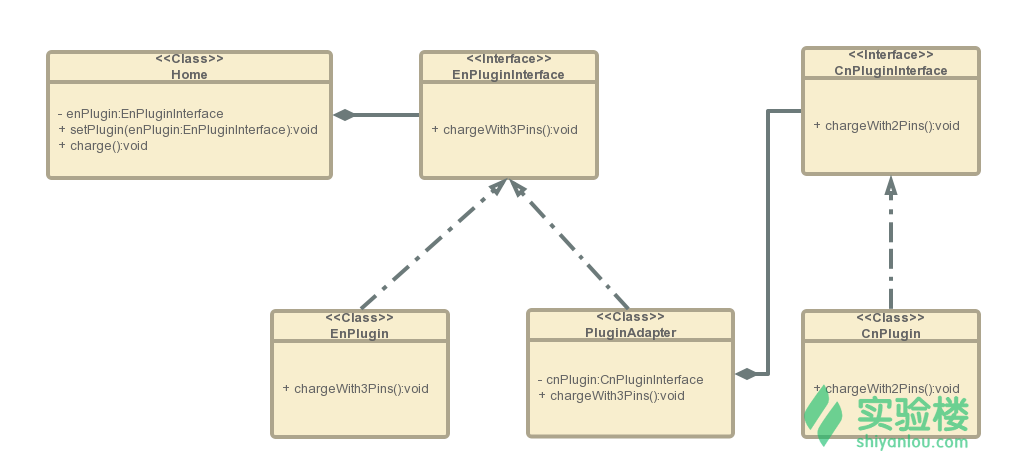 <<Class>>
Home
- enPlugin:EnPluginInterface
+ setPlugin(enPlugin:EnPluginInterface):void
+ charge():void
<<Interface>>
EnPluginInterface
+ chargeWith3Pins():void
<<Interface>>
CnPluginInterface
+ chargeWith2Pins():void
<<Class>>
EnPlugin
+ chargeWith3Pins():void
<<Class>>
PluginAdapter
- cnPlugin:CnPluginInterface
+ chargeWith3Pins():void
<<Class>>
CnPlugin
+ chargeWith2Pins():void
实验楼
shiyanlou.com